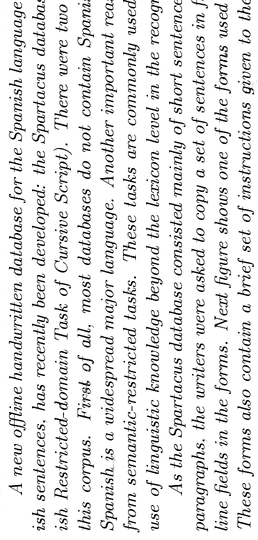 A new offline handwritten database for the Spanish language
ish sentences, has recently been developed: the Spartacus databas
ish Restricted-domain Task of Cursive Script). There were two
this corpus. First of all, most databases do not contain Spani
Spanish is a widespread major language. Another important rea
from semantic-restricted tasks. These tasks are commonly used
use of linguistic knowledge beyond the lexicon level in the recogn
As the Spartacus database consisted mainly of short sentence
paragraphs, the writers were asked to copy a set of sentences in f
line fields in the forms. Next figure shows one of the forms used
These forms also contain a brief set of instructions given to the